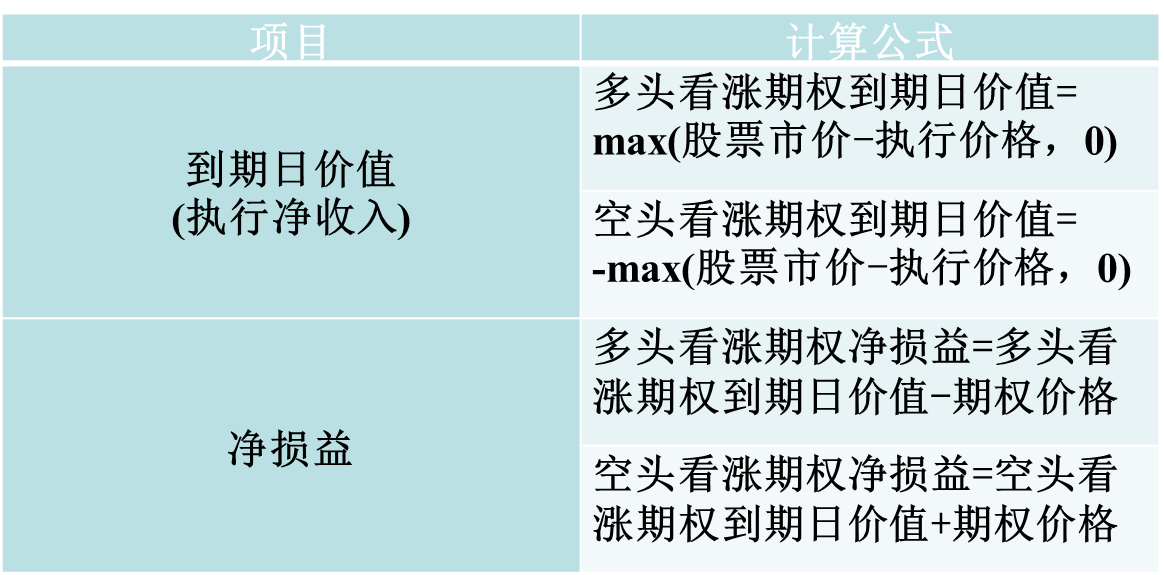 项目
计算公式
到期日价值
(执行净收入)
多头看涨期权到期日价值=
max(股票市价-执行价格，0)
空头看涨期权到期日价值=
-max(股票市价-执行价格，0)
净损益
多头看涨期权净损益=多头看
涨期权到期日价值-期权价格
空头看涨期权净损益=空头看
涨期权到期日价值+期权价格